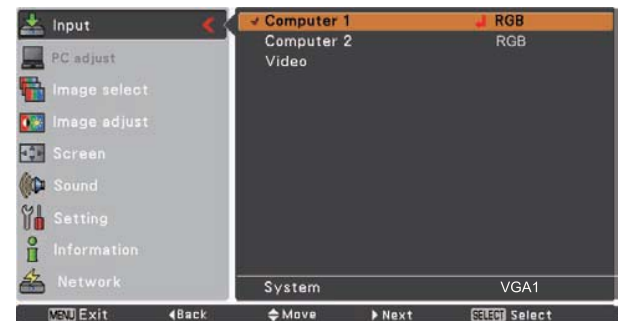 Input
PC adjust
Image select
Image adjust
Screen
Sound
Setting
Information
Network
Computer 1 RGB
Computer 2 RGB
Video
System VGA1
MENU Exit Back Move Next SELECT Select